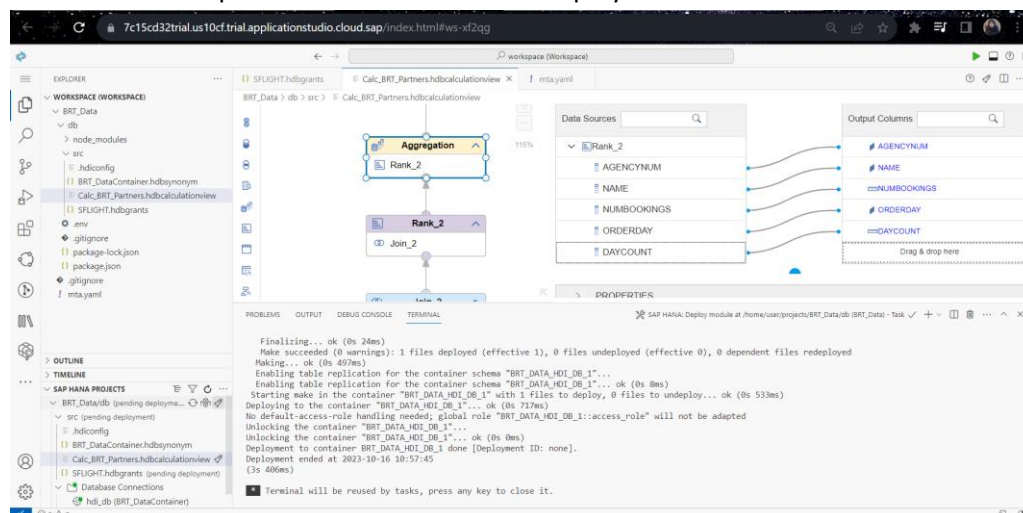 7c15cd32trial.us10cf.trial.applicationstudio.cloud.sap/index.html#ws-xf2qg
workspace (Workspace)
EXPLORER
WORKSPACE (WORKSPACE)
BRT_Data
db
node_modules
src
.hdiconfig
BRT_DataContainer.hdbsynonym
Calc_BRT_Partners.hdbcalculationview
SFLIGHT.hdbgrants
.env
.gitignore
package-lock.json
package.json
.gitignore
mta.yaml
OUTLINE
TIMELINE
SAP HANA PROJECTS
BRT_Data/db (pending deployme...
src (pending deployment)
.hdiconfig
BRT_DataContainer.hdbsynonym
Calc_BRT_Partners.hdbcalculationview
SFLIGHT.hdbgrants (pending deployment)
Database Connections
hdi_db (BRT_DataContainer)
SFLIGHT.hdbgrants Calc_BRT_Partners.hdbcalculationview mta.yaml
BRT_Data > db > src > Calc_BRT_Partners.hdbcalculationview
Aggregation
Rank_2
Rank_2
Join_2
Join_2
115%
Data Sources
Rank_2
AGENCYNUM
NAME
NUMBOOKINGS
ORDERDAY
DAYCOUNT
Output Columns
AGENCYNUM
NAME
NUMBOOKINGS
ORDERDAY
DAYCOUNT
Drag & drop here
PROPERTIES
PROBLEMS OUTPUT DEBUG CONSOLE TERMINAL
SAP HANA: Deploy module at /home/user/projects/BRT_Data/db (BRT_Data) - Task
Finalizing... ok (0s 24ms)
Make succeeded (0 warnings): 1 files deployed (effective 1), 0 files undeployed (effective 0), 0 dependent files redeployed
Making... ok (0s 497ms)
Enabling table replication for the container schema "BRT_DATA_HDI_DB_1"...
Enabling table replication for the container schema "BRT_DATA_HDI_DB_1"... ok (0s 8ms)
Starting make in the container "BRT_DATA_HDI_DB_1" with 1 files to deploy, 0 files to undeploy... ok (0s 533ms)
Deploying to the container "BRT_DATA_HDI_DB_1"... ok (0s 717ms)
No default-access-role handling needed; global role "BRT_DATA_HDI_DB_1::access_role" will not be adapted
Unlocking the container "BRT_DATA_HDI_DB_1"...
Unlocking the container "BRT_DATA_HDI_DB_1"... ok (0s 0ms)
Deployment to container BRT_DATA_HDI_DB_1 done [Deployment ID: none].
Deployment ended at 2023-10-16 10:57:45
(3s 406ms)
Terminal will be reused by tasks, press any key to close it.